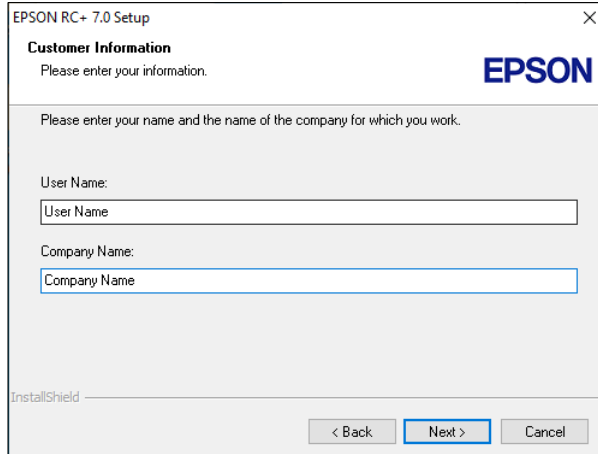 EPSON RC+ 7.0 Setup
Customer Information
Please enter your information.
EPSON
Please enter your name and the name of the company for which you work.
User Name:
User Name
Company Name:
Company Name
InstallShield
< Back Next > Cancel